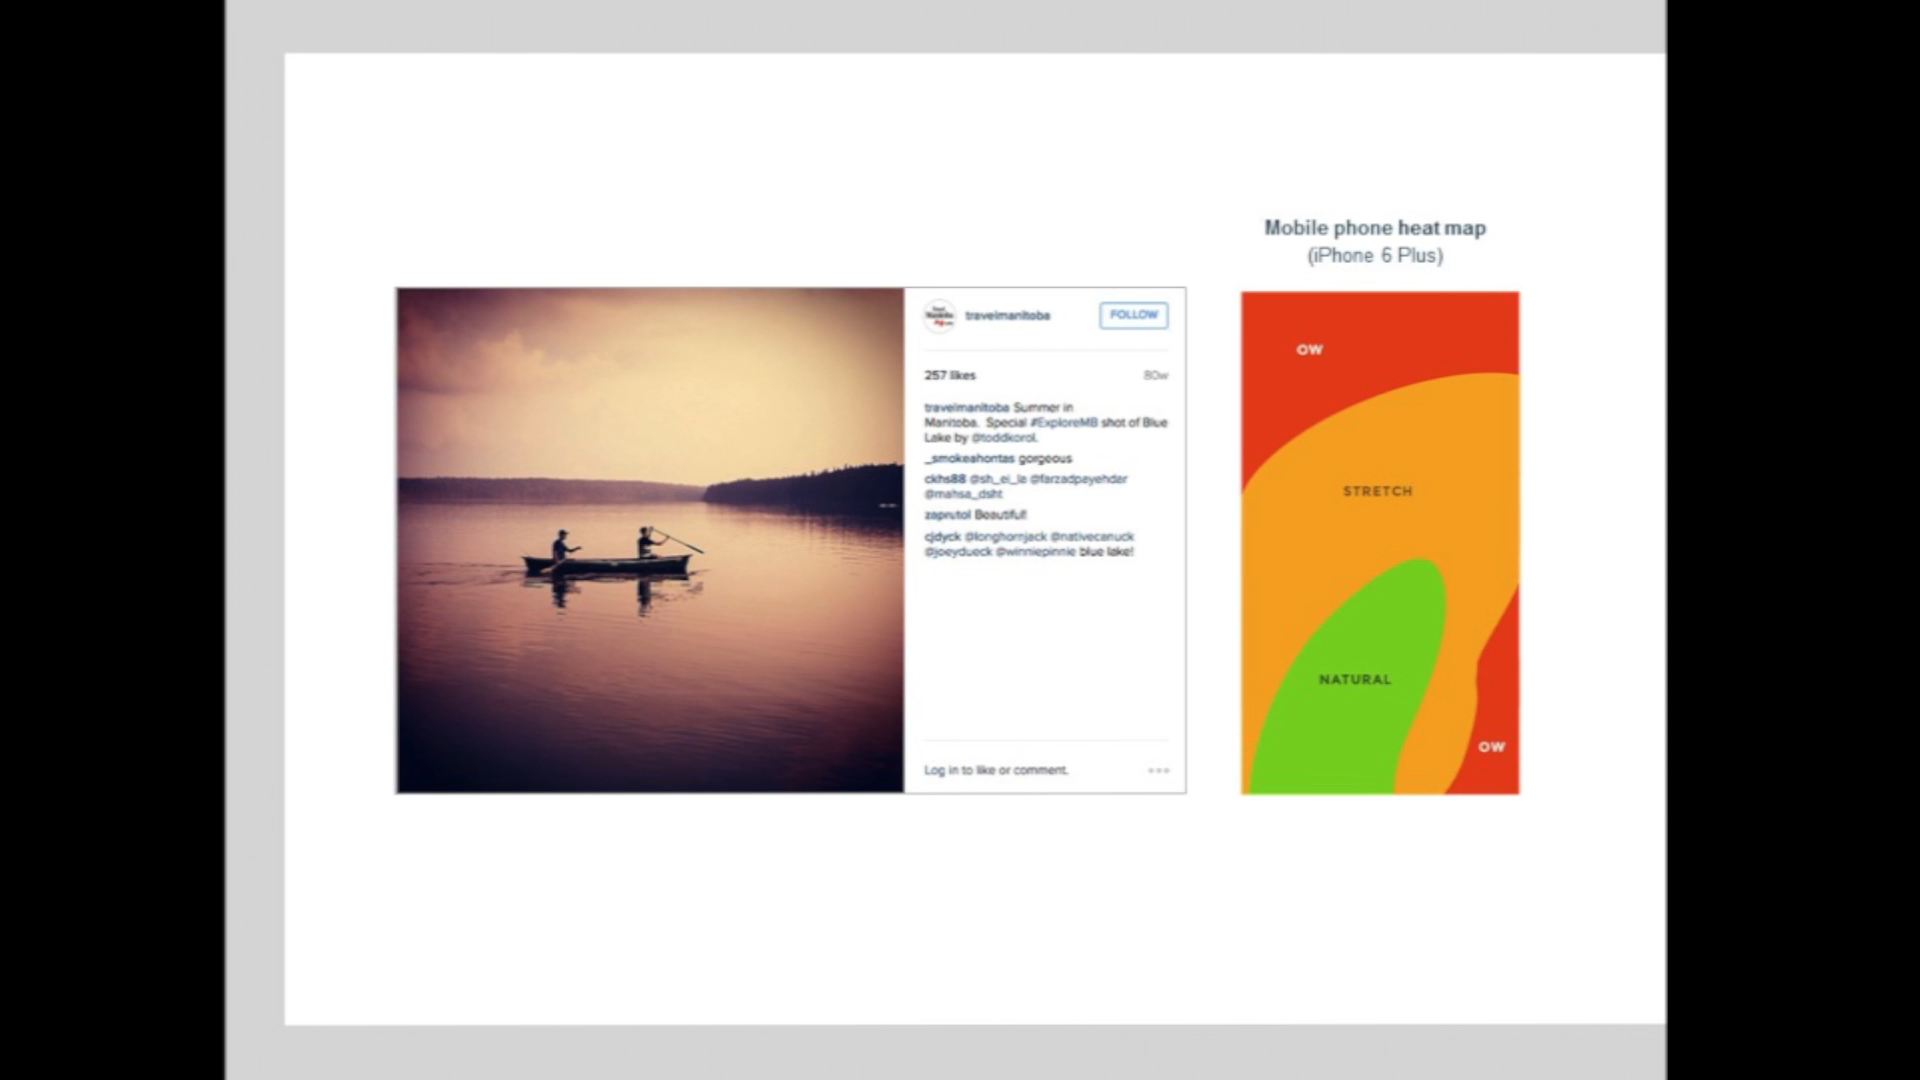 Mobile phone heat map
(iPhone 6 Plus)
travelmanitoba
FOLLOW
257 likes
80w
travelmanitoba Summer in
Manitoba. Special #ExploreMB shot of Blue
Lake by @toddkorol.
_smokeahontas gorgeous
ckhs88 @sh_ei_la @farzadpayehdar
@mahsa_dsht
zaprutol Beautiful!
cjdyck @longhornjack @nativecanuck
@joeydueck @winniepinnie blue lake!
Log in to like or comment.
OW
STRETCH
NATURAL
OW